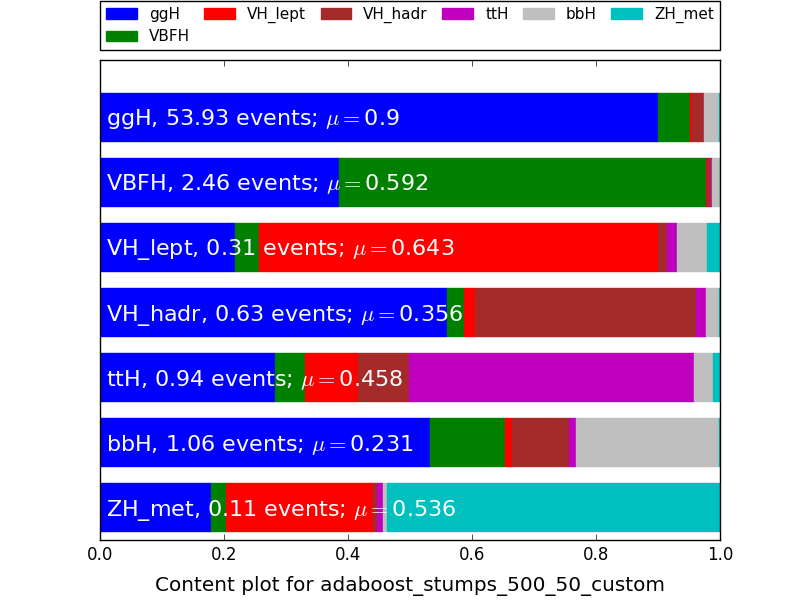 ggH VH_lept VH_hadr ttH bbH ZH_met
VBFH
ggH, 53.93 events; μ = 0.9
VBFH, 2.46 events; μ = 0.592
VH_lept, 0.31 events; μ = 0.643
VH_hadr, 0.63 events; μ = 0.356
ttH, 0.94 events; μ = 0.458
bbH, 1.06 events; μ = 0.231
ZH_met, 0.11 events; μ = 0.536
0.0 0.2 0.4 0.6 0.8 1.0
Content plot for adaboost_stumps_500_50_custom